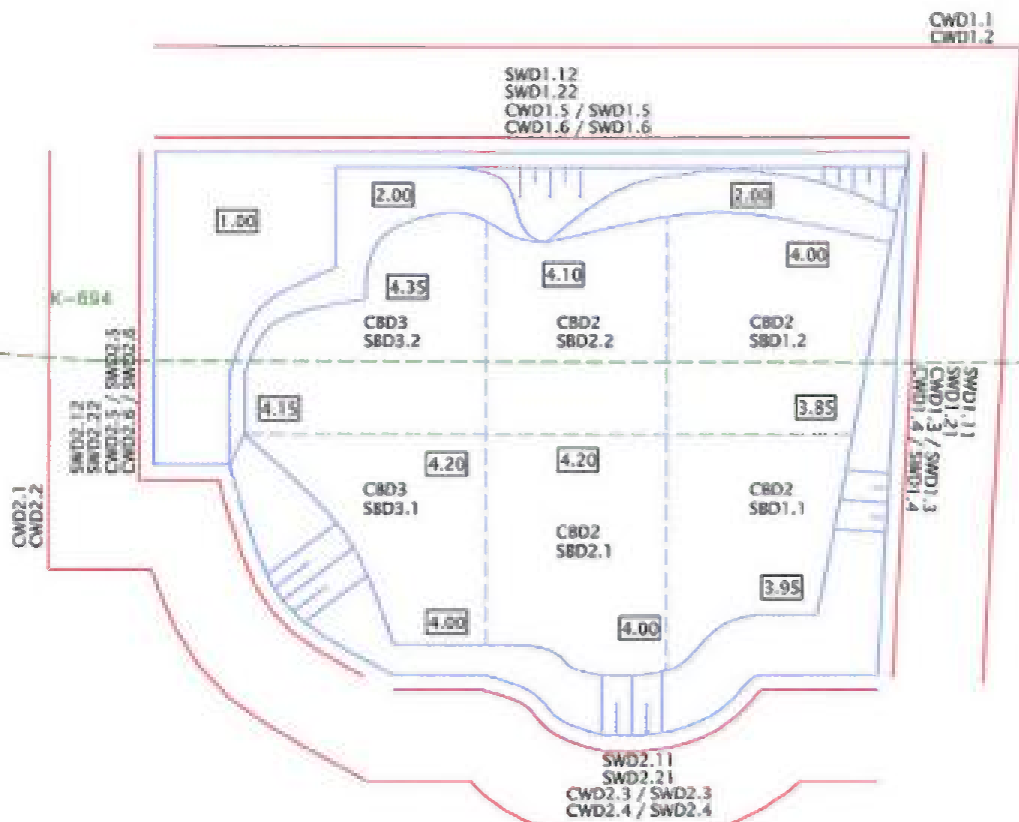 CWD1.1
CWD1.2
SWD1.12
SWD1.22
CWD1.5 / SWD1.5
CWD1.6 / SWD1.6
1.00
2.00
2.00
4.35
4.10
4.00
K-694
CBD3
SBD3.2
CBD2
SBD2.2
CBD2
SBD1.2
SWD2.12
SWD2.22
CWD2.5 / SWD2.5
CWD2.6 / SWD2.6
4.15
3.85
SWD1.11
SWD1.21
CWD1.3 / SWD1.3
CWD1.4 / SWD1.4
4.20
4.20
CBD3
SBD3.1
CBD2
SBD2.1
CBD2
SBD1.1
CWD2.1
CWD2.2
4.00
4.00
3.95
SWD2.11
SWD2.21
CWD2.3 / SWD2.3
CWD2.4 / SWD2.4